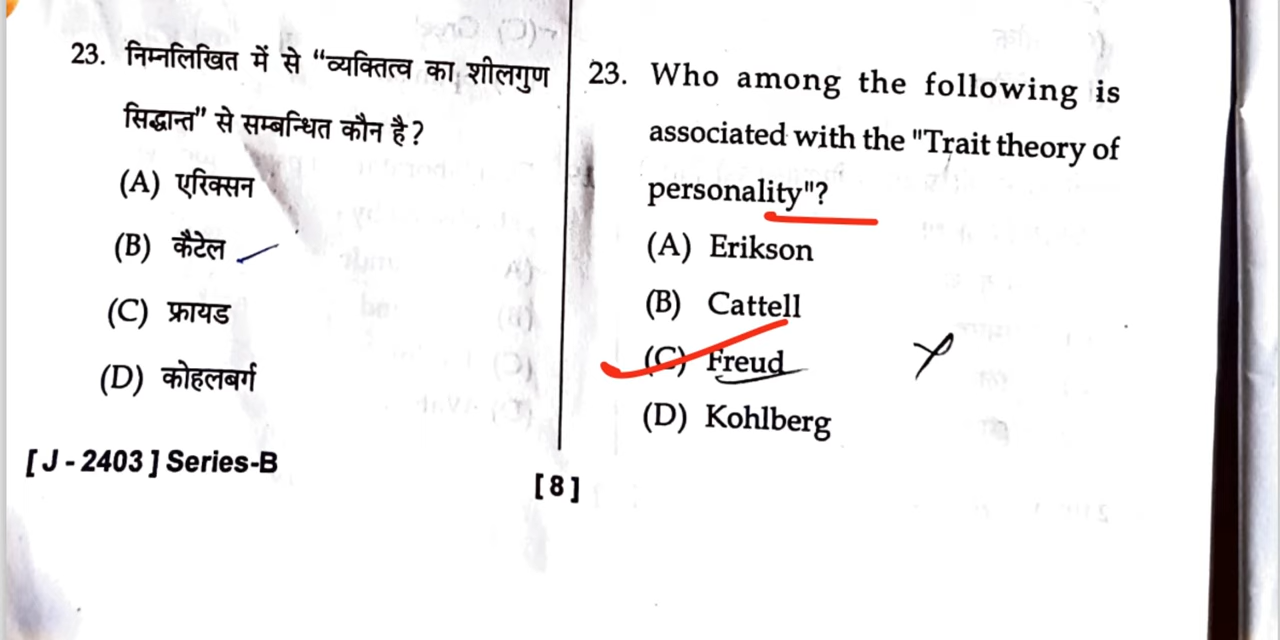 23. निम्नलिखित में से “व्यक्तित्व का शीलगुण
सिद्धान्त” से सम्बन्धित कौन है?
(A) एरिक्सन
(B) कैटेल
(C) फ्रायड
(D) कोहलबर्ग
[ J - 2403 ] Series-B
23. Who among the following is
associated with the "Trait theory of
personality"?
(A) Erikson
(B) Cattell
(C) Freud
(D) Kohlberg
[ 8 ]